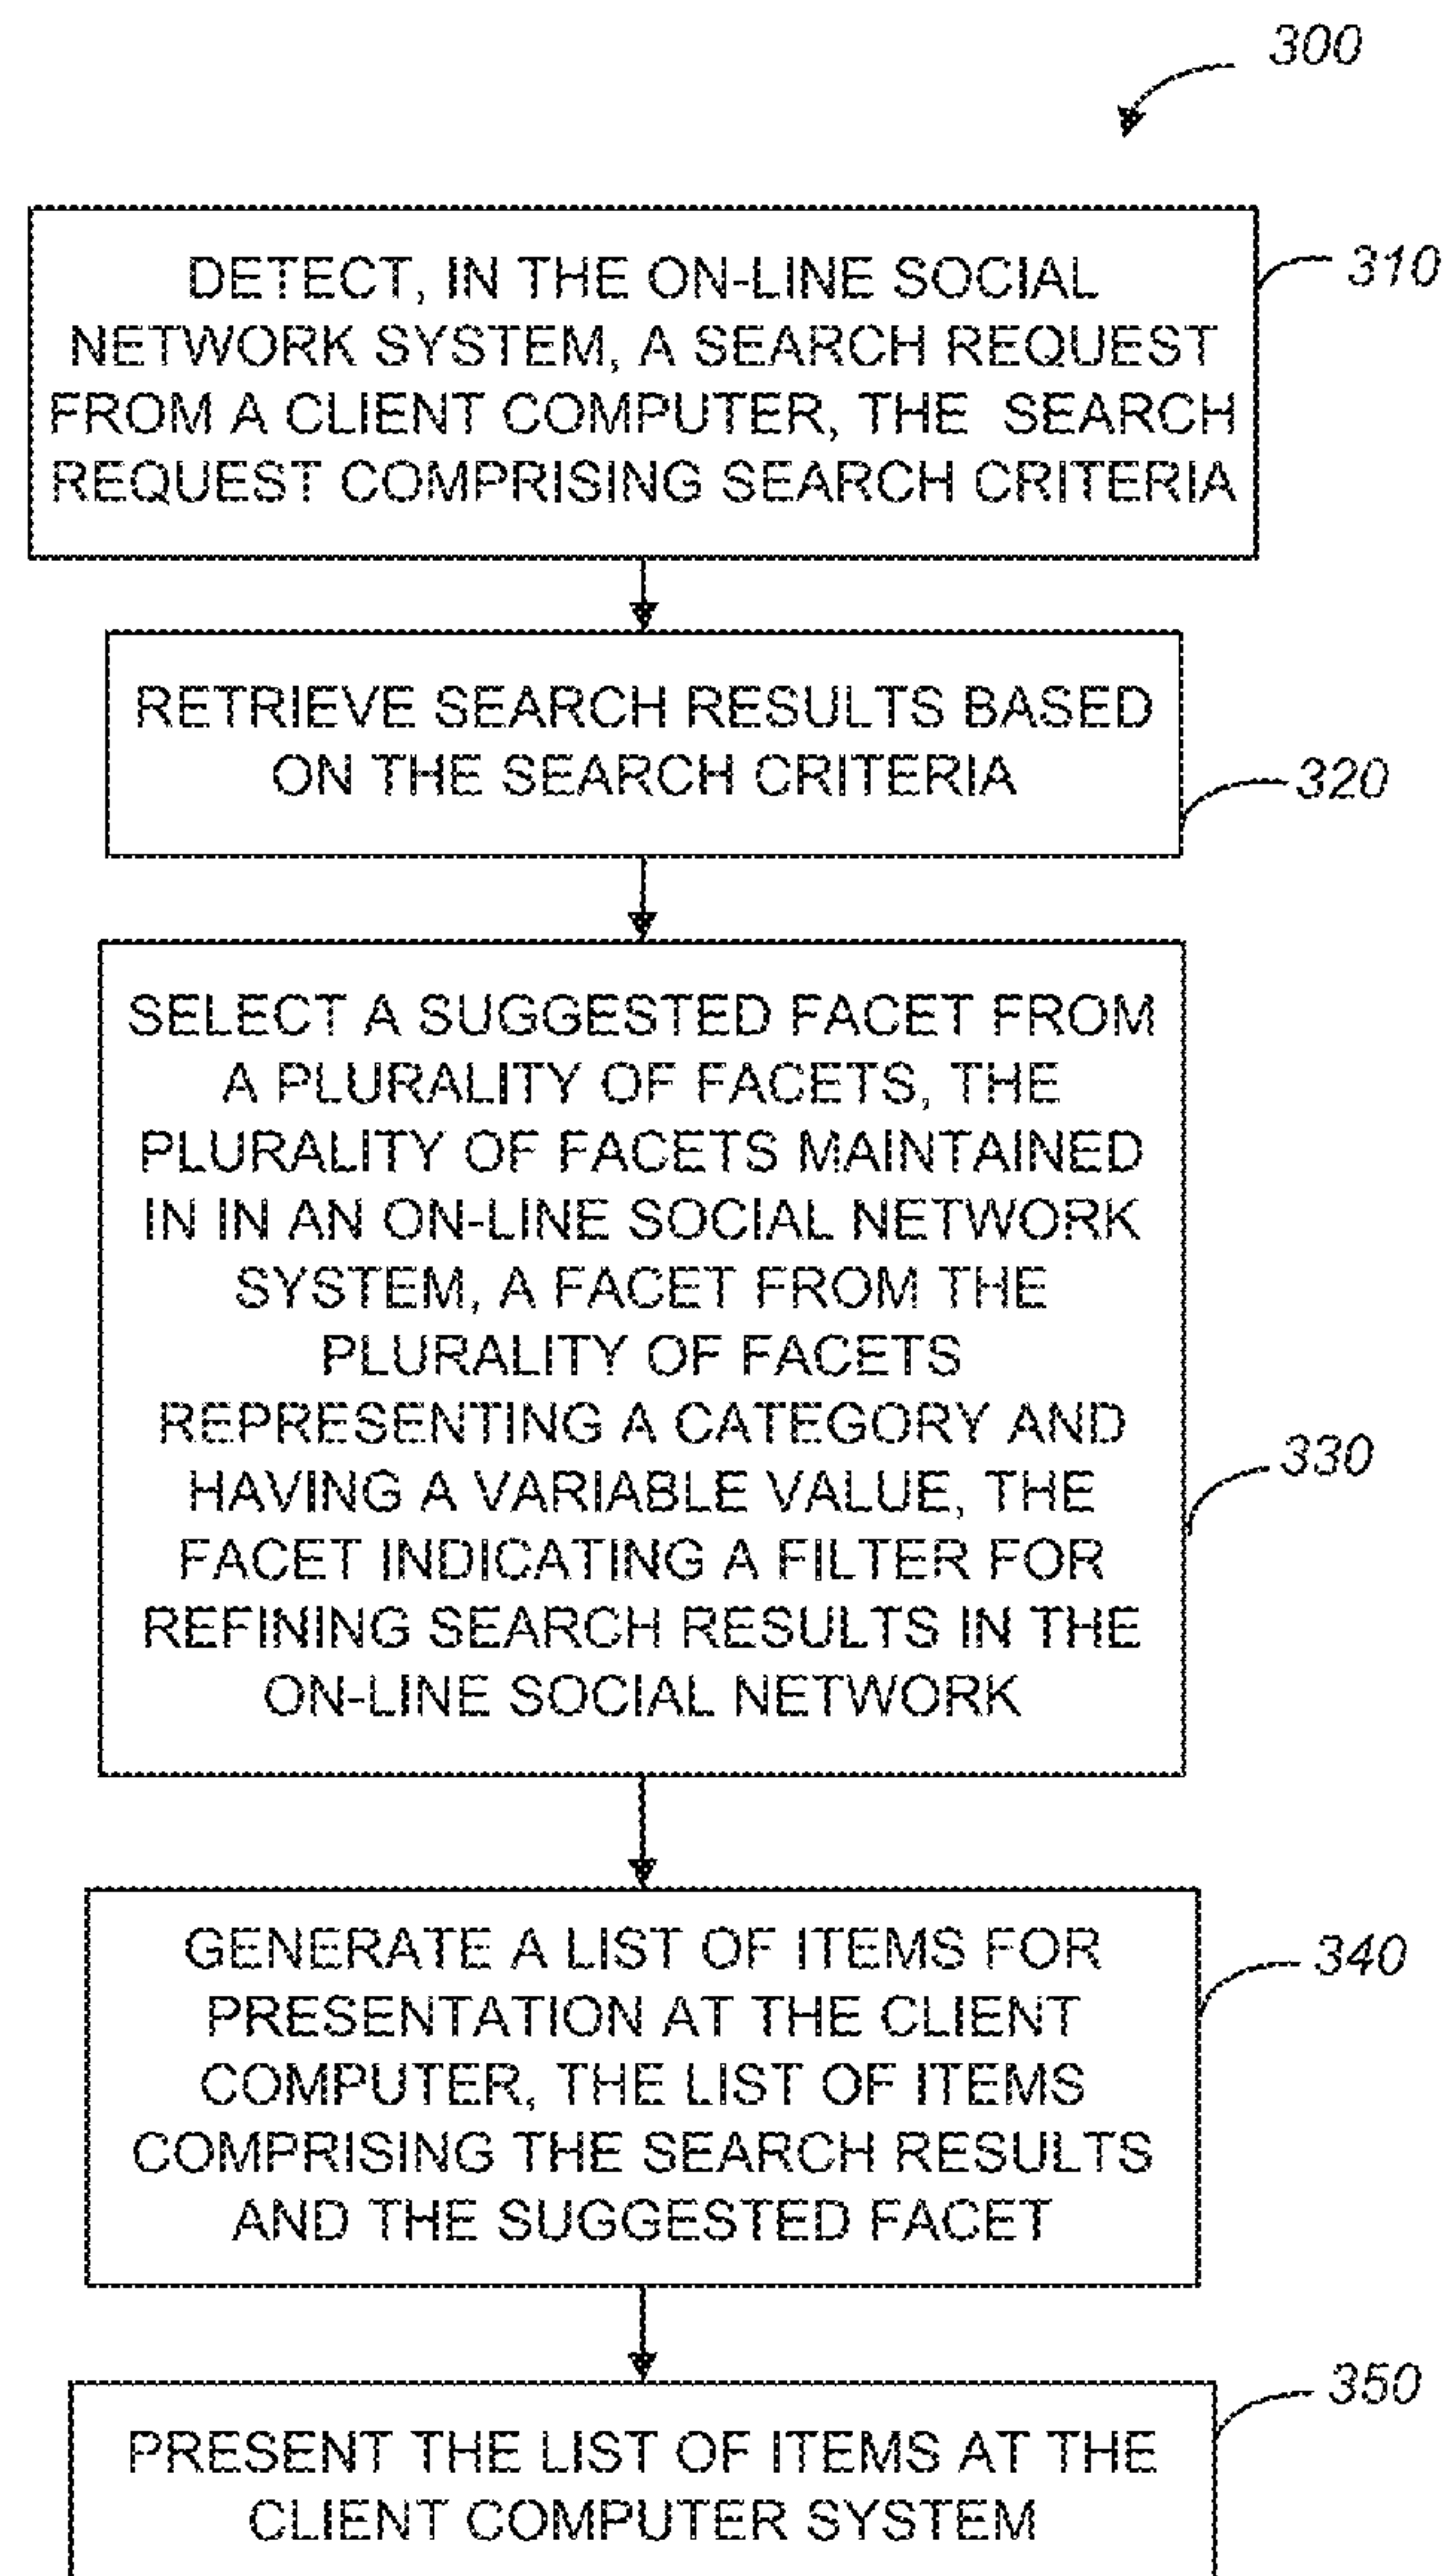 300
DETECT, IN THE ON-LINE SOCIAL
NETWORK SYSTEM, A SEARCH REQUEST
FROM A CLIENT COMPUTER, THE SEARCH
REQUEST COMPRISING SEARCH CRITERIA
310
RETRIEVE SEARCH RESULTS BASED
ON THE SEARCH CRITERIA
320
SELECT A SUGGESTED FACET FROM
A PLURALITY OF FACETS, THE
PLURALITY OF FACETS MAINTAINED
IN IN AN ON-LINE SOCIAL NETWORK
SYSTEM, A FACET FROM THE
PLURALITY OF FACETS
REPRESENTING A CATEGORY AND
HAVING A VARIABLE VALUE, THE
FACET INDICATING A FILTER FOR
REFINING SEARCH RESULTS IN THE
ON-LINE SOCIAL NETWORK
330
GENERATE A LIST OF ITEMS FOR
PRESENTATION AT THE CLIENT
COMPUTER, THE LIST OF ITEMS
COMPRISING THE SEARCH RESULTS
AND THE SUGGESTED FACET
340
PRESENT THE LIST OF ITEMS AT THE
CLIENT COMPUTER SYSTEM
350